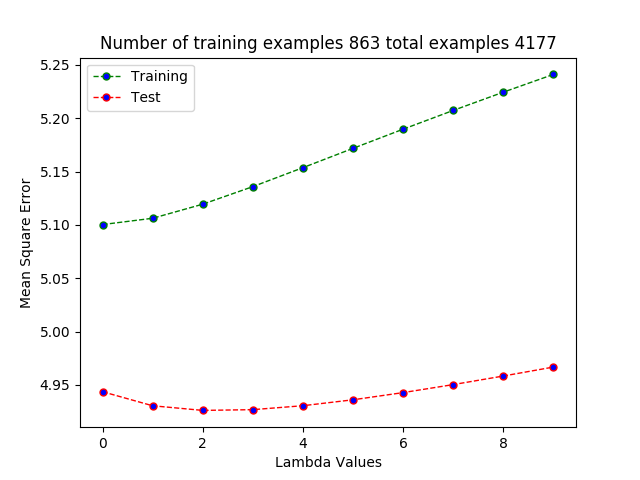 Number of training examples 863 total examples 4177
Training
Test
5.25
5.20
5.15
5.10
5.05
5.00
4.95
Mean Square Error
0 2 4 6 8
Lambda Values